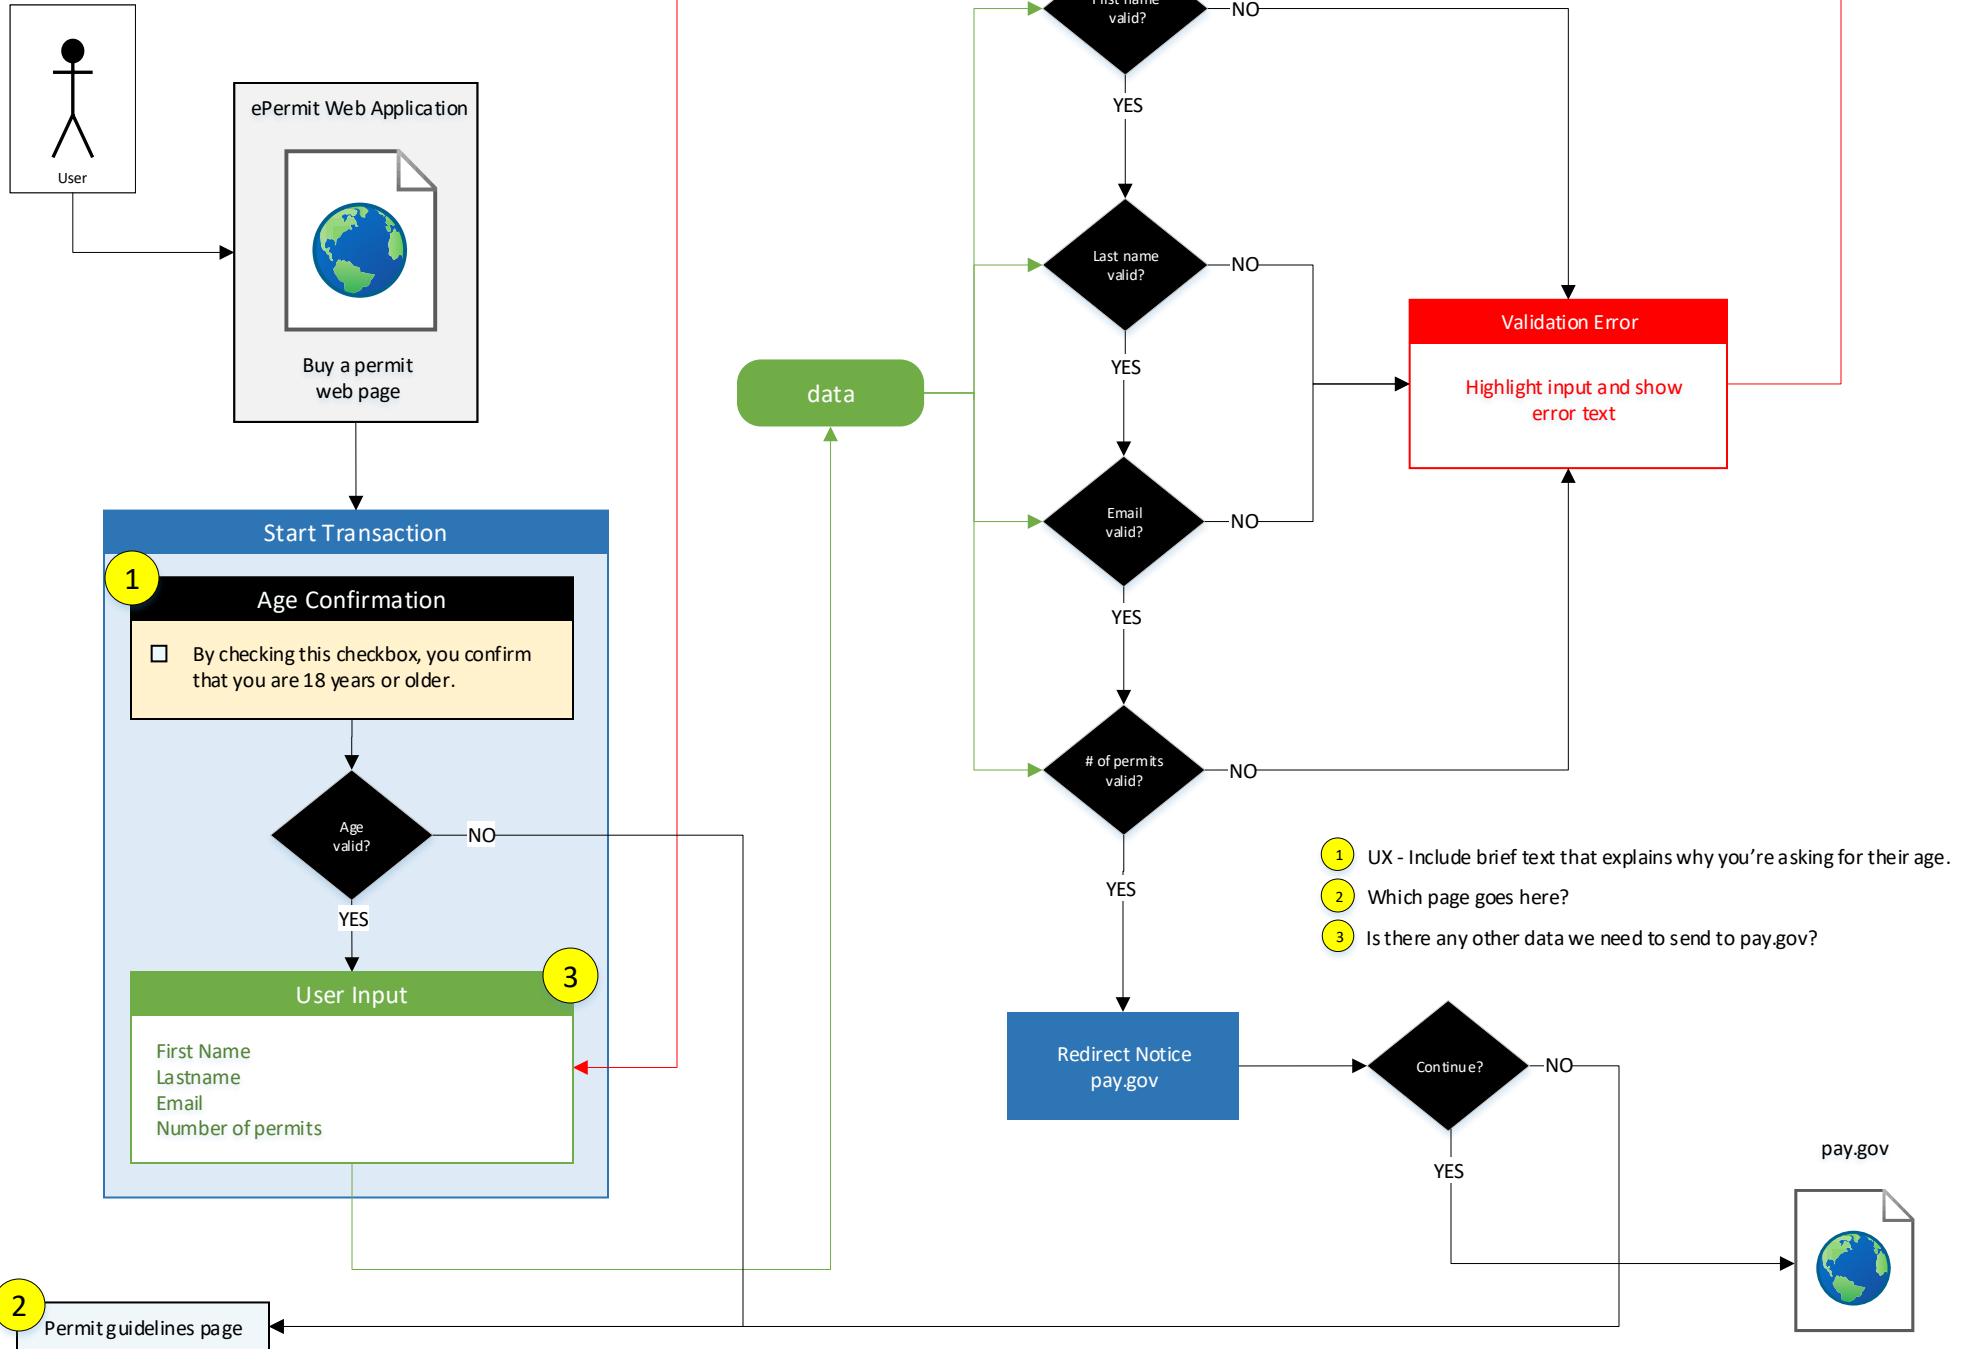 User
ePermit Web Application
Buy a permit
web page
Start Transaction
1
Age Confirmation
By checking this checkbox, you confirm
that you are 18 years or older.
Age
valid?
NO
YES
User Input
3
First Name
Lastname
Email
Number of permits
2
Permit guidelines page
data
First name
valid?
NO
YES
Last name
valid?
NO
YES
Email
valid?
NO
YES
# of permits
valid?
NO
YES
Validation Error
Highlight input and show
error text
1 UX - Include brief text that explains why you’re asking for their age.
2 Which page goes here?
3 Is there any other data we need to send to pay.gov?
Redirect Notice
pay.gov
Continue?
NO
YES
pay.gov